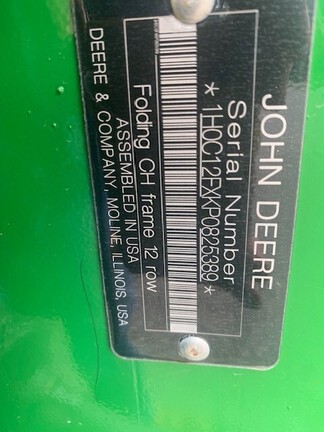 JOHN DEERE
Serial Number
*1H0C12FXKP0825389*
Folding CH frame 12 row
ASSEMBLED IN USA
DEERE & COMPANY, MOLINE, ILLINOIS, USA